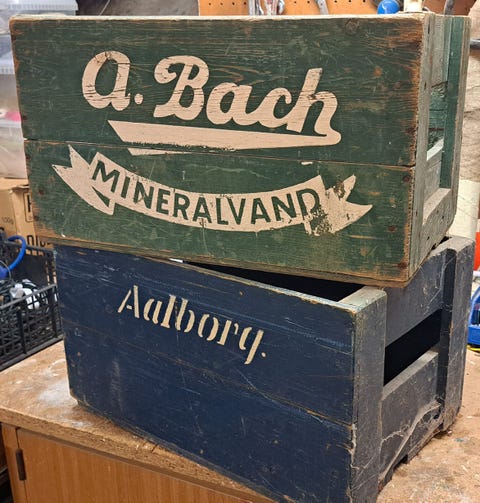 a. Bach
MINERALVAND
Aalborg.